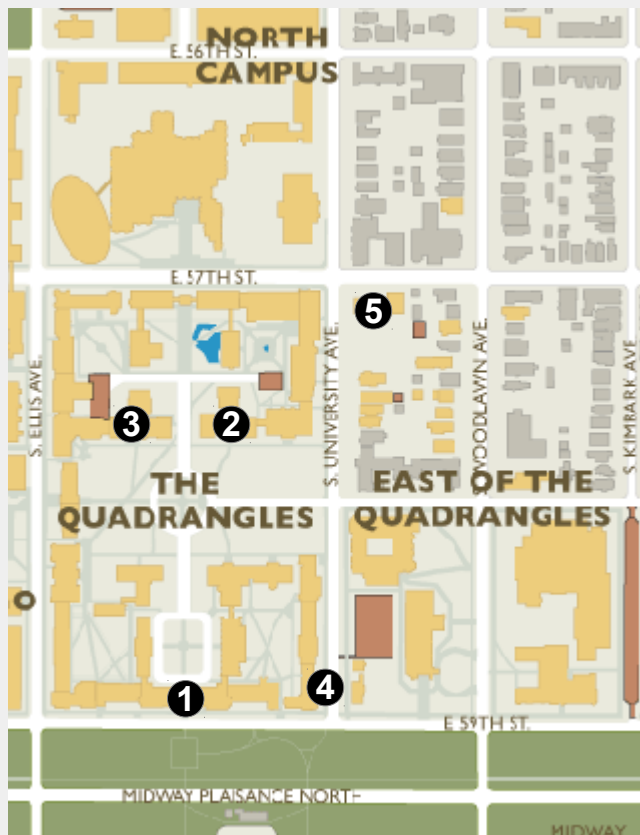 NORTH
CAMPUS
E. 56TH ST.
E. 57TH ST.
S. ELLIS AVE.
S. UNIVERSITY AVE.
S. WOODLAWN AVE.
S. KIMBARK AVE.
5
3
2
THE
QUADRANGLES
EAST OF THE
QUADRANGLES
O
1
4
E 59TH ST.
MIDWAY PLAISANCE NORTH
MIDWAY